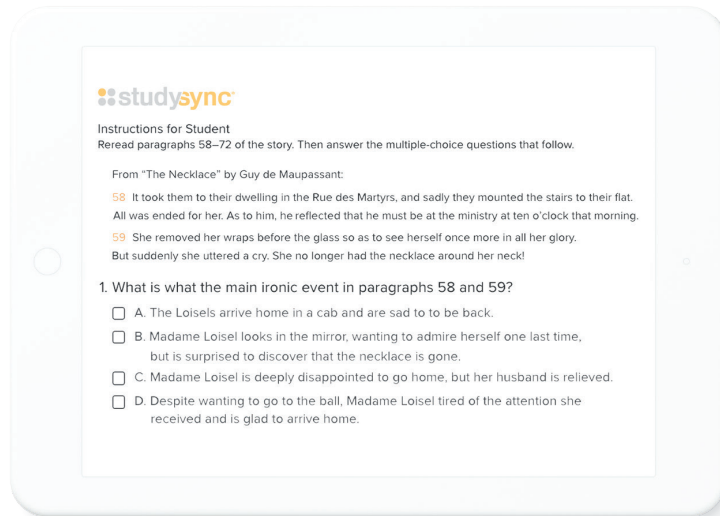 studysync
Instructions for Student
Reread paragraphs 58–72 of the story. Then answer the multiple-choice questions that follow.
From “The Necklace” by Guy de Maupassant:
58 It took them to their dwelling in the Rue des Martyrs, and sadly they mounted the stairs to their flat.
All was ended for her. As to him, he reflected that he must be at the ministry at ten o’clock that morning.
59 She removed her wraps before the glass so as to see herself once more in all her glory.
But suddenly she uttered a cry. She no longer had the necklace around her neck!
1. What is what the main ironic event in paragraphs 58 and 59?
A. The Loisels arrive home in a cab and are sad to to be back.
B. Madame Loisel looks in the mirror, wanting to admire herself one last time,
but is surprised to discover that the necklace is gone.
C. Madame Loisel is deeply disappointed to go home, but her husband is relieved.
D. Despite wanting to go to the ball, Madame Loisel tired of the attention she
received and is glad to arrive home.